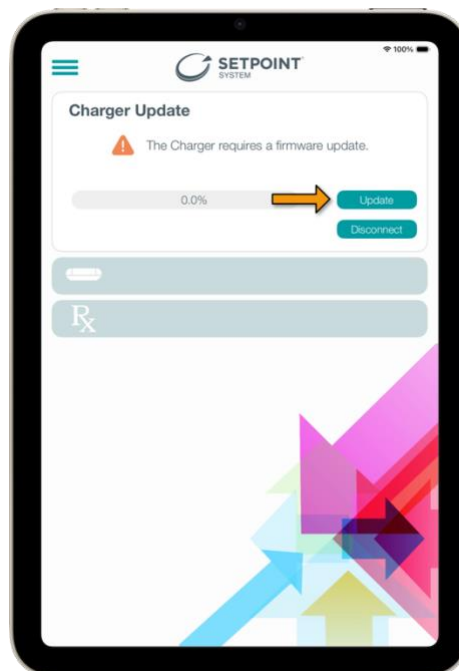 100%
SETPOINT
SYSTEM
Charger Update
The Charger requires a firmware update.
0.0%
Update
Disconnect
Rx